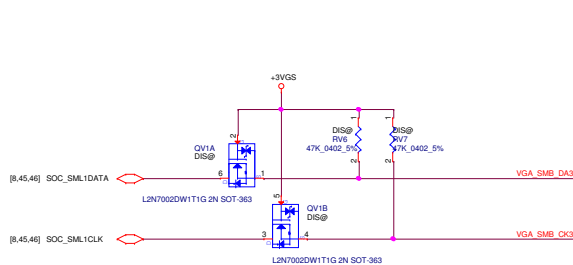 +3VGS
2
QV1A
DIS@
1
DIS@
RV6
47K_0402_5%
2
1
DIS@
RV7
47K_0402_5%
2
[8,45,46] SOC_SML1DATA
6
1
VGA_SMB_DA3
L2N7002DW1T1G 2N SOT-363
5
QV1B
DIS@
[8,45,46] SOC_SML1CLK
3
4
VGA_SMB_CK3
L2N7002DW1T1G 2N SOT-363